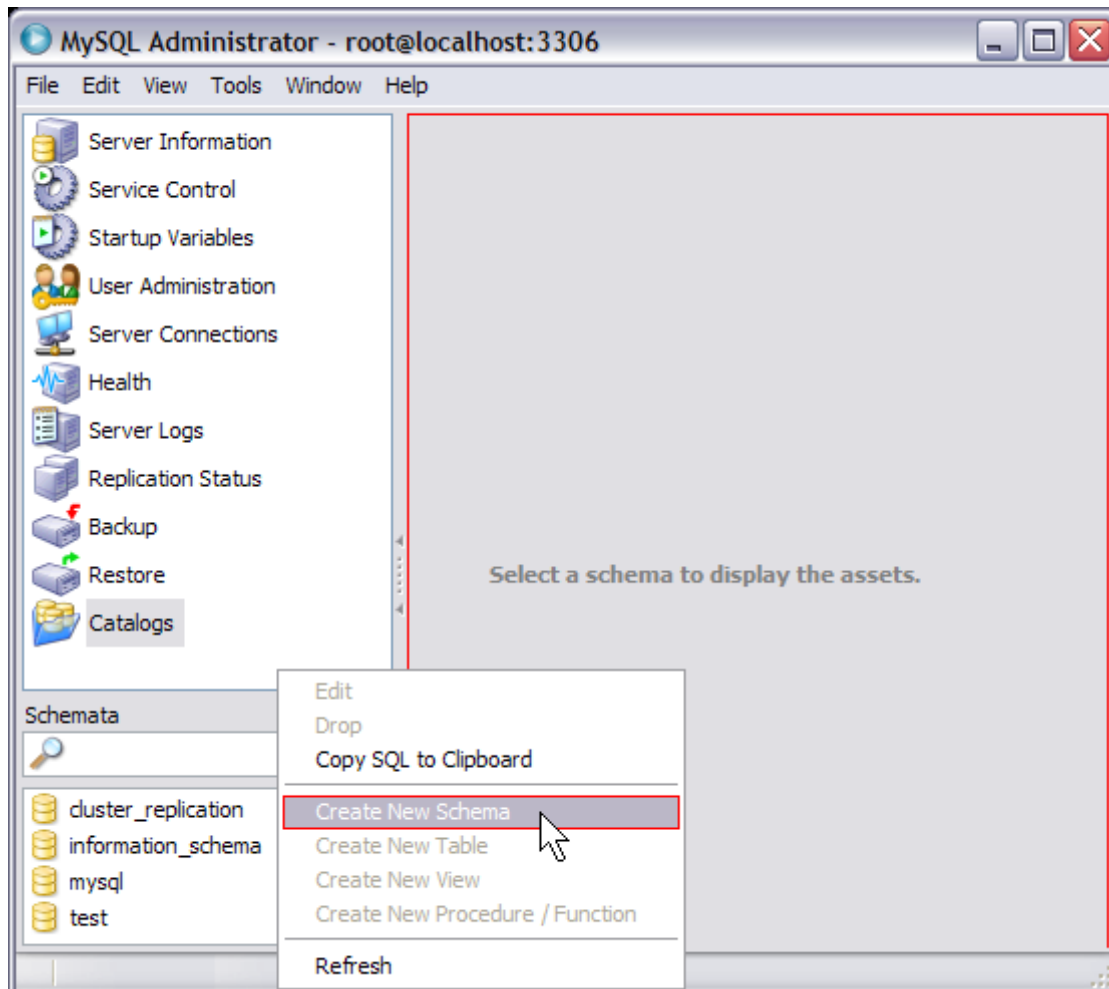 MySQL Administrator - root@localhost:3306
File Edit View Tools Window Help
Server Information
Service Control
Startup Variables
User Administration
Server Connections
Health
Server Logs
Replication Status
Backup
Restore
Catalogs
Select a schema to display the assets.
Schemata
cluster_replication
information_schema
mysql
test
Edit
Drop
Copy SQL to Clipboard
Create New Schema
Create New Table
Create New View
Create New Procedure / Function
Refresh